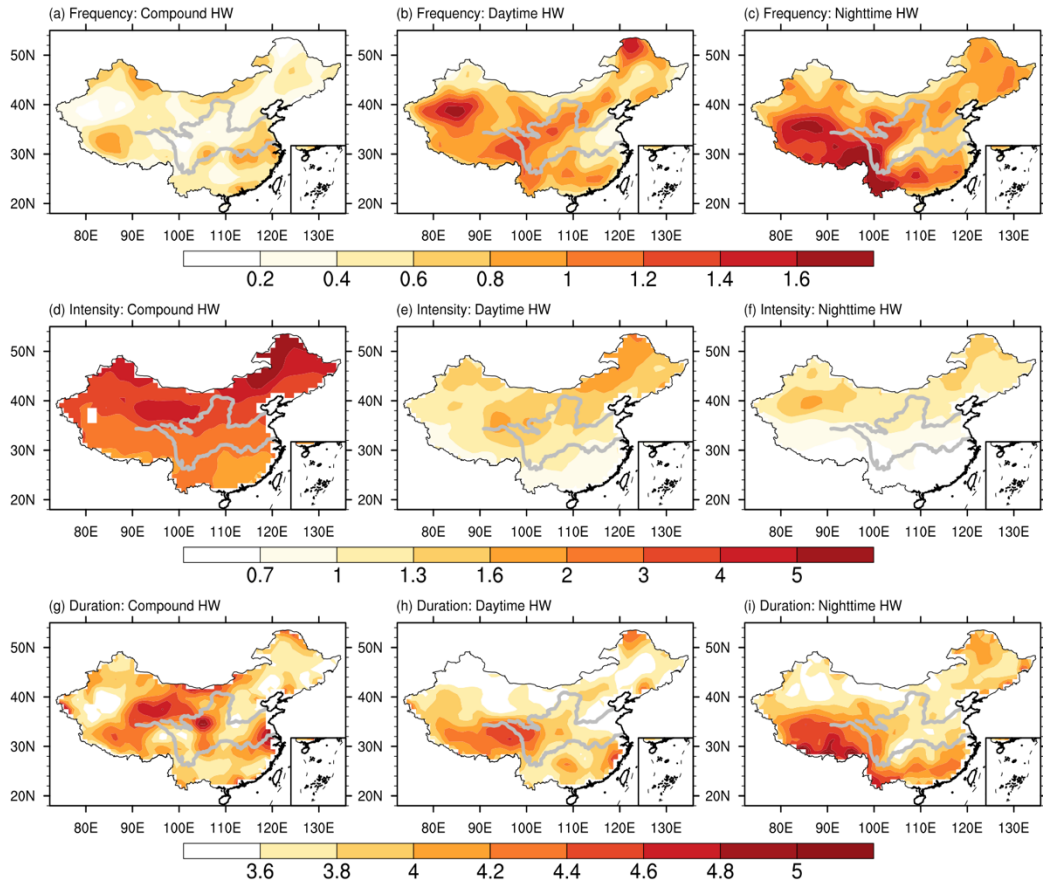 (a) Frequency: Compound HW
(b) Frequency: Daytime HW
(c) Frequency: Nighttime HW
50N 50N 50N
40N 40N 40N
30N 30N 30N
20N 20N 20N
80E 90E 100E 110E 120E 130E 80E 90E 100E 110E 120E 130E 80E 90E 100E 110E 120E 130E
0.2 0.4 0.6 0.8 1 1.2 1.4 1.6
(d) Intensity: Compound HW
(e) Intensity: Daytime HW
(f) Intensity: Nighttime HW
50N 50N 50N
40N 40N 40N
30N 30N 30N
20N 20N 20N
80E 90E 100E 110E 120E 130E 80E 90E 100E 110E 120E 130E 80E 90E 100E 110E 120E 130E
0.7 1 1.3 1.6 2 3 4 5
(g) Duration: Compound HW
(h) Duration: Daytime HW
(i) Duration: Nighttime HW
50N 50N 50N
40N 40N 40N
30N 30N 30N
20N 20N 20N
80E 90E 100E 110E 120E 130E 80E 90E 100E 110E 120E 130E 80E 90E 100E 110E 120E 130E
3.6 3.8 4 4.2 4.4 4.6 4.8 5